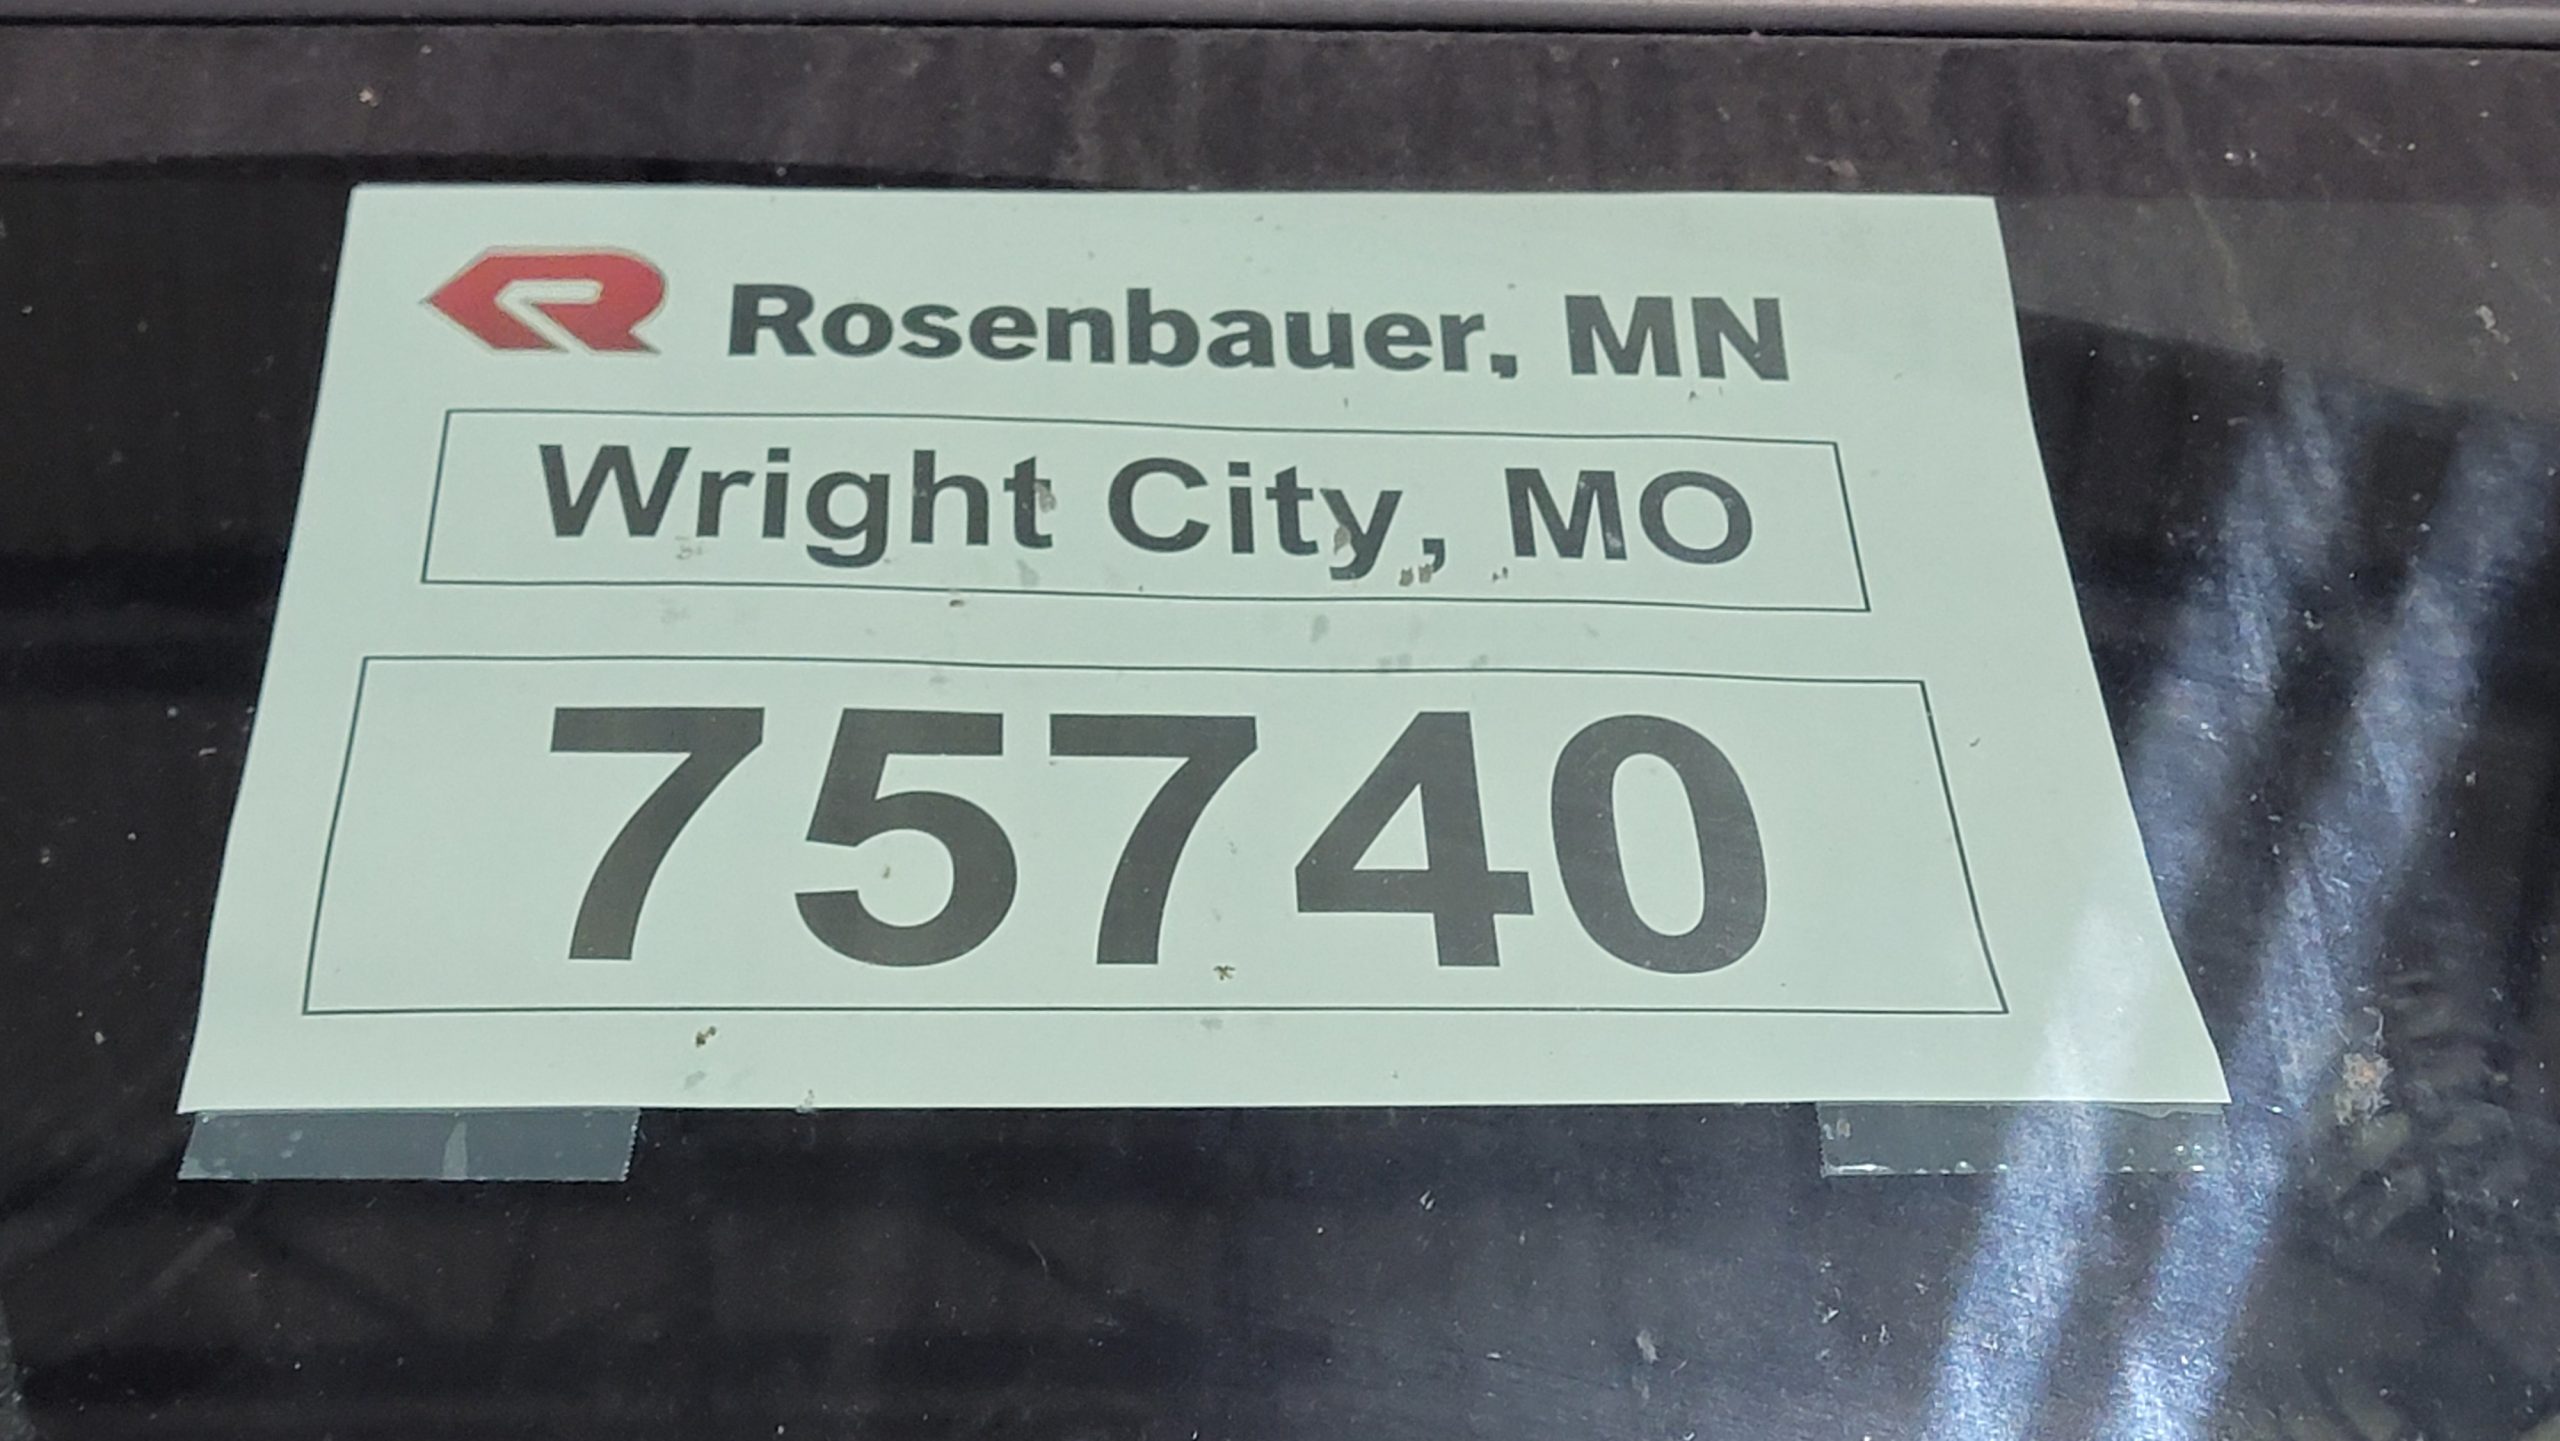 Rosenbauer, MN
Wright City, MO
75740